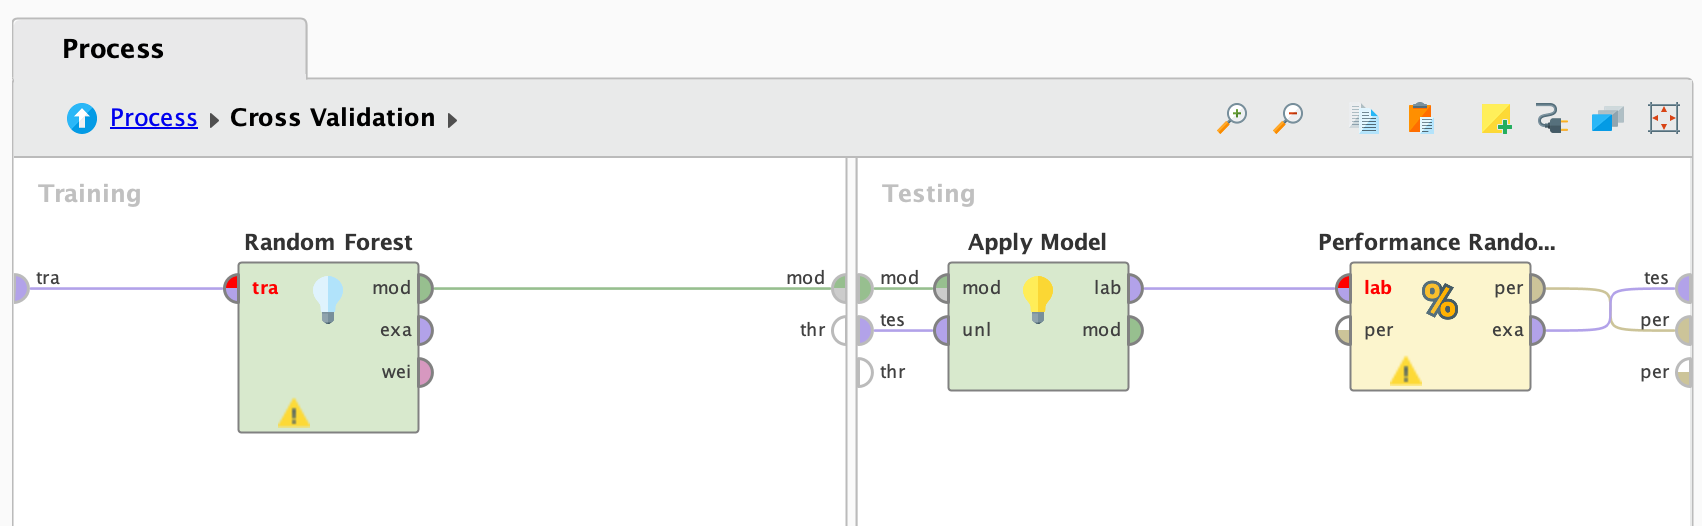 Process
Process Cross Validation
Training
Testing
Random Forest
Apply Model
Performance Rando...
tra
tra
mod
exa
wei
mod
thr
mod
tes
thr
mod
unl
lab
mod
lab
per
per
exa
tes
per
per
%